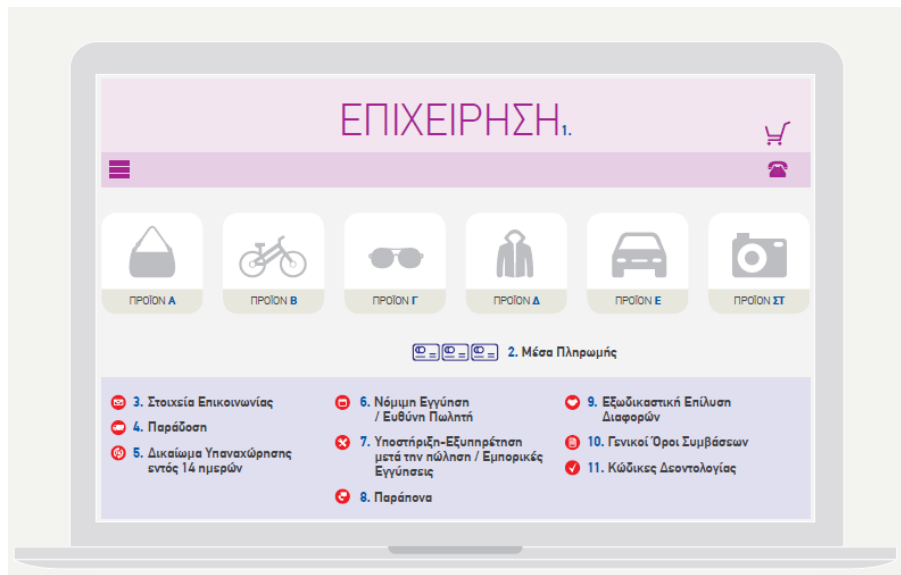 ΕΠΙΧΕΙΡΗΣΗ1.
ΠΡΟΪΟΝ Α
ΠΡΟΪΟΝ Β
ΠΡΟΪΟΝ Γ
ΠΡΟΪΟΝ Δ
ΠΡΟΪΟΝ Ε
ΠΡΟΪΟΝ ΣΤ
2. Μέσα Πληρωμής
3. Στοιχεία Επικοινωνίας
4. Παράδοση
5. Δικαίωμα Υπαναχώρησης
εντός 14 ημερών
6. Νόμιμη Εγγύηση
/ Ευθύνη Πωλητή
7. Υποστήριξη-Εξυπηρέτηση
μετά την πώληση / Εμπορικές
Εγγυήσεις
8. Παράπονα
9. Εξωδικαστική Επίλυση
Διαφορών
10. Γενικοί Όροι Συμβάσεων
11. Κώδικες Δεοντολογίας